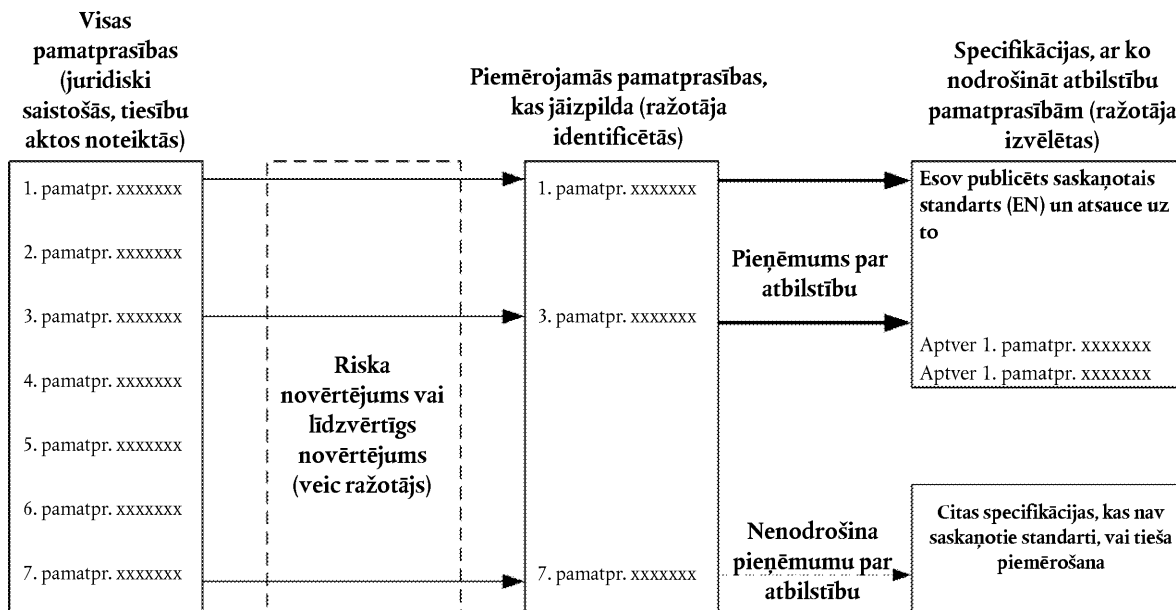 Visas
pamatprasības
(juridiski
saistošās, tiesību
aktos noteiktās)
1. pamatpr. xxxxxxx
2. pamatpr. xxxxxxx
3. pamatpr. xxxxxxx
4. pamatpr. xxxxxxx
5. pamatpr. xxxxxxx
6. pamatpr. xxxxxxx
7. pamatpr. xxxxxxx
Riska
novērtējums vai
līdzvērtīgs
novērtējums
(veic ražotājs)
Piemērojamās pamatprasības,
kas jāizpilda (ražotāja
identificētās)
1. pamatpr. xxxxxxx
3. pamatpr. xxxxxxx
7. pamatpr. xxxxxxx
Pieņēmums par
atbilstību
Nenodrošina
pieņēmumu par
atbilstību
Specifikācijas, ar ko
nodrošināt atbilstību
pamatprasībām (ražotāja
izvēlētas)
Esov publicēts saskaņotais
standarts (EN) un atsauce uz
to
Aptver 1. pamatpr. xxxxxxx
Aptver 1. pamatpr. xxxxxxx
Citas specifikācijas, kas nav
saskaņotie standarti, vai tieša
piemērošana